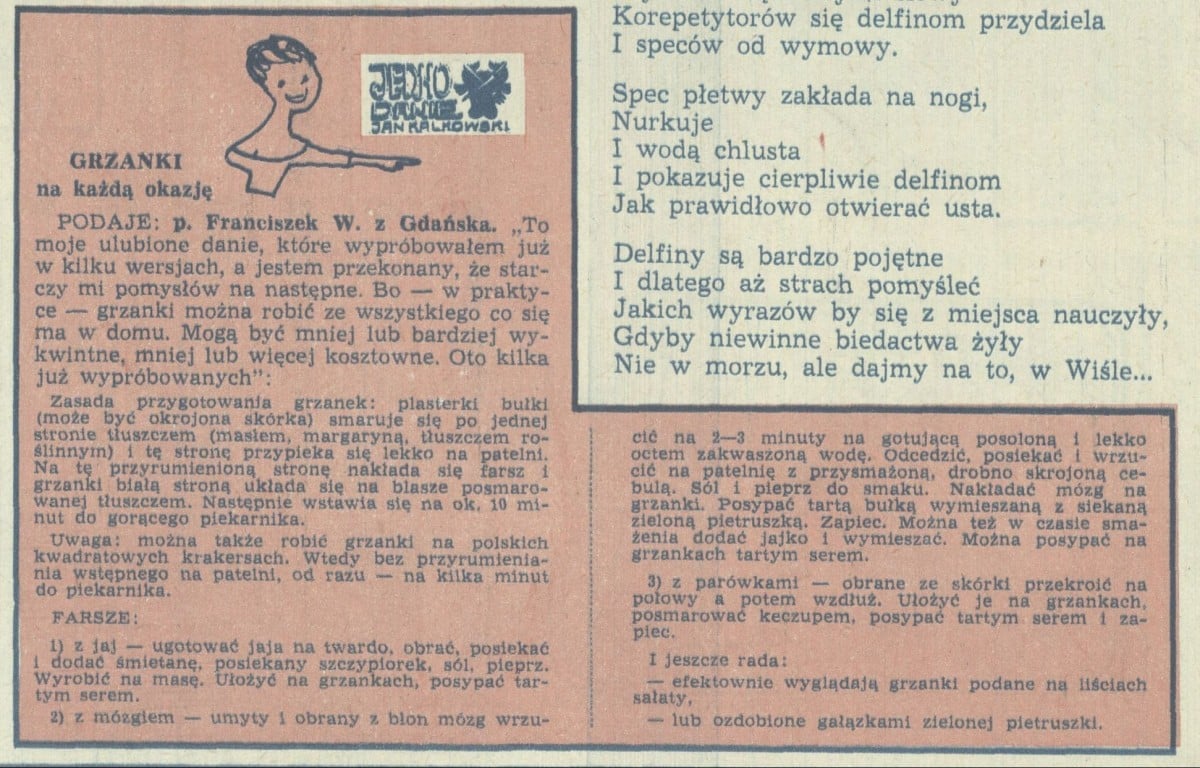 JEDNO
DANIE
JAN KALKOWSKI
GRZANKI
na każdą okazję
PODAJE: p. Franciszek W. z Gdańska. „To
moje ulubione danie, które wypróbowałem już
w kilku wersjach, a jestem przekonany, że star-
czy mi pomysłów na następne. Bo — w prakty-
ce — grzanki można robić ze wszystkiego co się
ma w domu. Mogą być mniej lub bardziej wy-
kwintne, mniej lub więcej kosztowne. Oto kilka
już wypróbowanych":
Zasada przygotowania grzanek: plasterki bułki
(może być okrojona skórka) smaruje się po jednej
stronie tłuszczem (masłem, margaryną, tłuszczem ro-
ślinnym) i tę stronę przypieka się lekko na patelni.
Na tę przyrumienioną stronę nakłada się farsz i
grzanki białą stroną układa się na blasze posmaro-
wanej tłuszczem. Następnie wstawia się na ok. 10 mi-
nut do gorącego piekarnika.
Uwaga: można także robić grzanki na polskich
kwadratowych krakersach. Wtedy bez przyrumienia-
nia wstępnego na patelni, od razu — na kilka minut
do piekarnika.
FARSZE:
1) z jaj — ugotować jaja na twardo, obrać, posiekać
i dodać śmietanę, posiekany szczypiorek, sól, pieprz.
Wyrobić na masę. Ułożyć na grzankach, posypać tar-
tym serem.
2) z mózgiem — umyty i obrany z błon mózg wrzu-
cić na 2—3 minuty na gotującą posoloną i lekko
octem zakwaszoną wodę. Odcedzić, posiekać i wrzu-
cić na patelnię z przysmażoną, drobno skrojoną ce-
bulą. Sól i pieprz do smaku. Nakładać mózg na
grzanki. Posypać tartą bułką wymieszaną z siekaną
zieloną pietruszką. Zapiec. Można też w czasie sma-
żenia dodać jajko i wymieszać. Można posypać na
grzankach tartym serem.
3) z parówkami — obrane ze skórki przekroić na
połowy a potem wzdłuż. Ułożyć je na grzankach,
posmarować keczupem, posypać tartym serem i za-
piec.
I jeszcze rada:
— efektownie wyglądają grzanki podane na liściach
sałaty,
— lub ozdobione gałązkami zielonej pietruszki.
Korepetytorów się delfinom przydziela
I speców od wymowy.
Spec płetwy zakłada na nogi,
Nurkuje
I wodą chlusta
I pokazuje cierpliwie delfinom
Jak prawidłowo otwierać usta.
Delfiny są bardzo pojętne
I dlatego aż strach pomyśleć
Jakich wyrazów by się z miejsca nauczyły,
Gdyby niewinne biedactwa żyły
Nie w morzu, ale dajmy na to, w Wiśle...